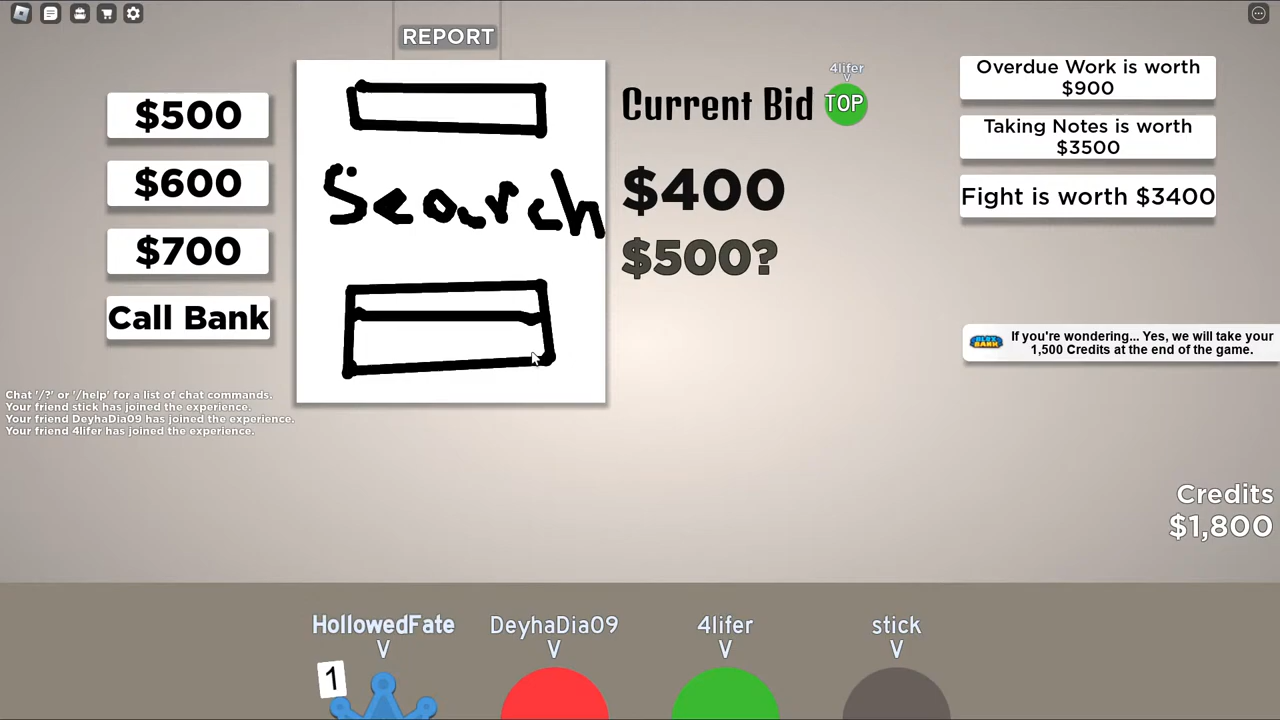 REPORT
$500
$600
$700
Call Bank
Search
4lifer
V
Current Bid
TOP
$400
$500?
Overdue Work is worth
$900
Taking Notes is worth
$3500
Fight is worth $3400
BLOX
BANK
If you're wondering... Yes, we will take your
1,500 Credits at the end of the game.
Chat '/?' or '/help' for a list of chat commands.
Your friend stick has joined the experience.
Your friend DeyhaDia09 has joined the experience.
Your friend 4lifer has joined the experience.
Credits
$1,800
HollowedFate
V
1
DeyhaDia09
V
4lifer
V
stick
V